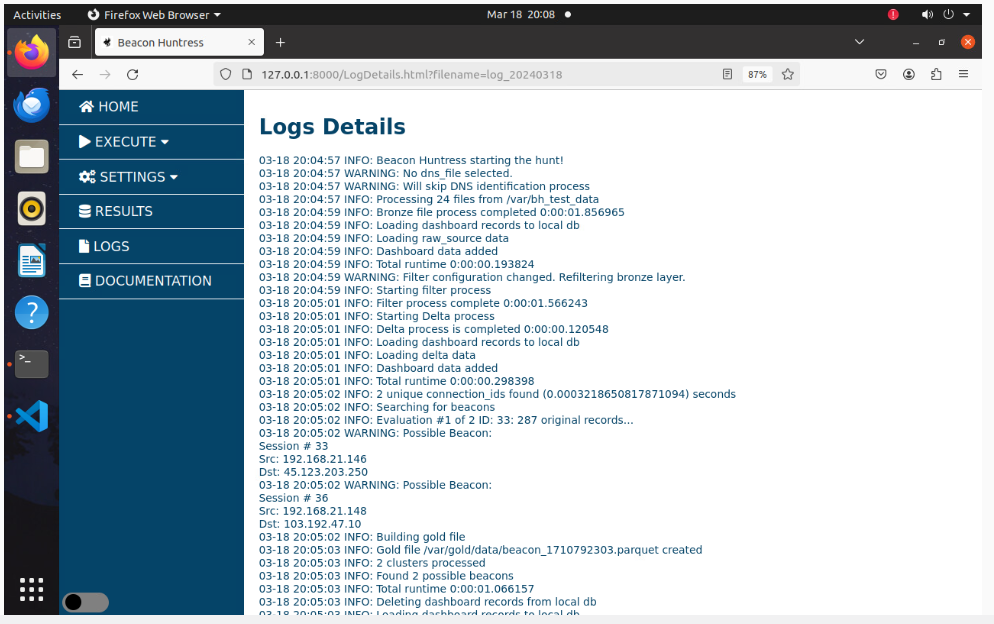 Activities
Firefox Web Browser
Mar 18 20:08
Beacon Huntress
127.0.0.1:8000/LogDetails.html?filename=log_20240318
87%
HOME
EXECUTE
SETTINGS
RESULTS
LOGS
DOCUMENTATION
Logs Details
03-18 20:04:57 INFO: Beacon Huntress starting the hunt!
03-18 20:04:57 WARNING: No dns_file selected.
03-18 20:04:57 WARNING: Will skip DNS identification process
03-18 20:04:57 INFO: Processing 24 files from /var/bh_test_data
03-18 20:04:59 INFO: Bronze file process completed 0:00:01.856965
03-18 20:04:59 INFO: Loading dashboard records to local db
03-18 20:04:59 INFO: Loading raw_source data
03-18 20:04:59 INFO: Dashboard data added
03-18 20:04:59 INFO: Total runtime 0:00:00.193824
03-18 20:04:59 WARNING: Filter configuration changed. Refiltering bronze layer.
03-18 20:04:59 INFO: Starting filter process
03-18 20:05:01 INFO: Filter process complete 0:00:01.566243
03-18 20:05:01 INFO: Starting Delta process
03-18 20:05:01 INFO: Delta process is completed 0:00:00.120548
03-18 20:05:01 INFO: Loading dashboard records to local db
03-18 20:05:01 INFO: Loading delta data
03-18 20:05:01 INFO: Dashboard data added
03-18 20:05:01 INFO: Total runtime 0:00:00.298398
03-18 20:05:02 INFO: 2 unique connection_ids found (0.0003218650817871094) seconds
03-18 20:05:02 INFO: Searching for beacons
03-18 20:05:02 INFO: Evaluation #1 of 2 ID: 33: 287 original records...
03-18 20:05:02 WARNING: Possible Beacon:
Session # 33
Src: 192.168.21.146
Dst: 45.123.203.250
03-18 20:05:02 WARNING: Possible Beacon:
Session # 36
Src: 192.168.21.148
Dst: 103.192.47.10
03-18 20:05:02 INFO: Building gold file
03-18 20:05:03 INFO: Gold file /var/gold/data/beacon_1710792303.parquet created
03-18 20:05:03 INFO: 2 clusters processed
03-18 20:05:03 INFO: Found 2 possible beacons
03-18 20:05:03 INFO: Total runtime 0:00:01.066157
03-18 20:05:03 INFO: Deleting dashboard records from local db
03-18 20:05:03 INFO: Loading dashboard records to local db